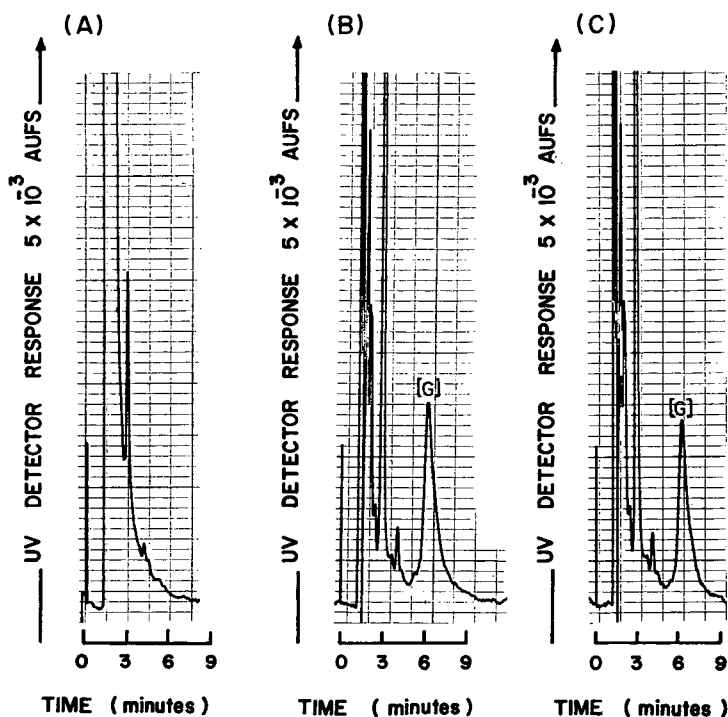 (A)
UV DETECTOR RESPONSE 5 x 10⁻³ AUFS
0 3 6 9
TIME (minutes)
(B)
UV DETECTOR RESPONSE 5 x 10⁻³ AUFS
[G]
0 3 6 9
TIME (minutes)
(C)
UV DETECTOR RESPONSE 5 x 10⁻³ AUFS
[G]
0 3 6 9
TIME (minutes)